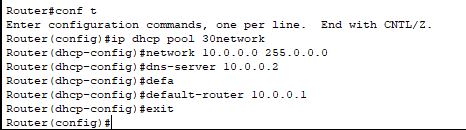 Router#conf t
Enter configuration commands, one per line.  End with CNTL/Z.
Router(config)#ip dhcp pool 30network
Router(dhcp-config)#network 10.0.0.0 255.0.0.0
Router(dhcp-config)#dns-server 10.0.0.2
Router(dhcp-config)#defa
Router(dhcp-config)#default-router 10.0.0.1
Router(dhcp-config)#exit
Router(config)#